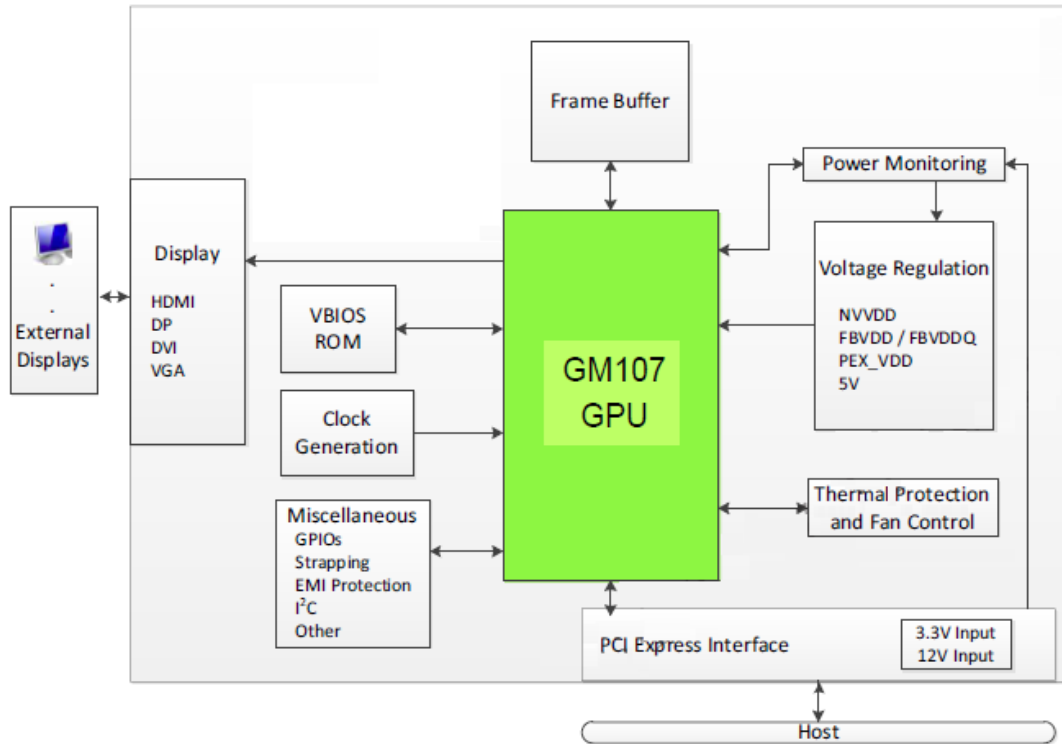 Frame Buffer
Power Monitoring
Display
HDMI
DP
DVI
VGA
.
.
External
Displays
VBIOS
ROM
Voltage Regulation
NVVDD
FBVDD / FBVDDQ
PEX_VDD
5V
GM107
GPU
Clock
Generation
Thermal Protection
and Fan Control
Miscellaneous
GPIOs
Strapping
EMI Protection
I²C
Other
PCI Express Interface
3.3V Input
12V Input
Host